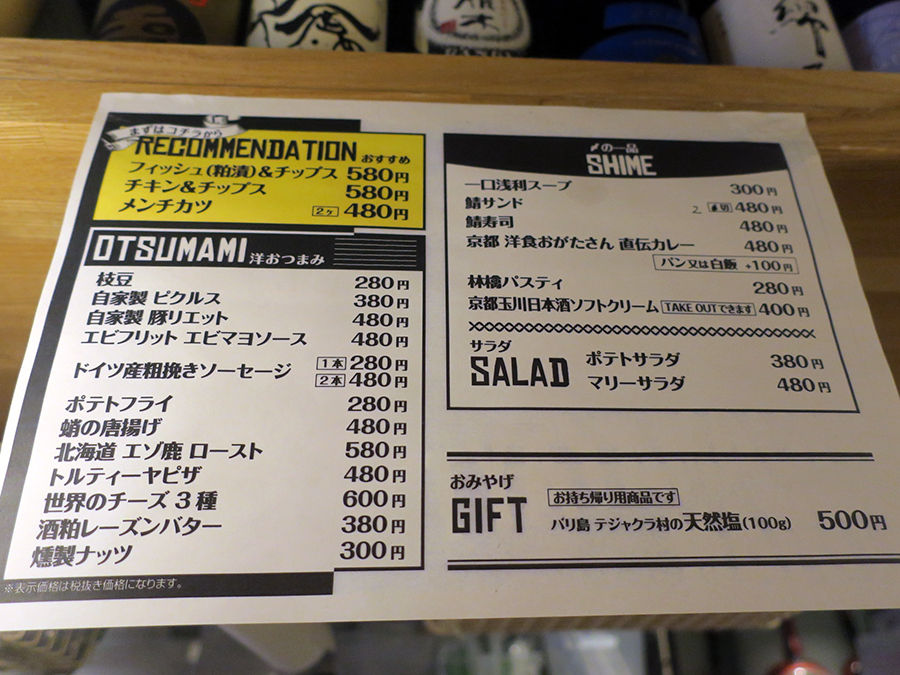 まずはコチラから
RECOMMENDATION おすすめ
フィッシュ(粕漬)&チップス 580円
チキン&チップス 580円
メンチカツ 2ヶ 480円
OTSUMAMI 洋おつまみ
枝豆 280円
自家製 ピクルス 380円
自家製 豚リエット 480円
エビフリット エビマヨソース 480円
ドイツ産粗挽きソーセージ 1本 280円
2本 480円
ポテトフライ 280円
蛸の唐揚げ 480円
北海道 エゾ鹿 ロースト 580円
トルティーヤピザ 480円
世界のチーズ 3種 600円
酒粕レーズンバター 380円
燻製ナッツ 300円
※表示価格は税抜き価格になります。
〆の一品
SHIME
一口浅利スープ 300円
鯖サンド 2切 480円
鯖寿司 480円
京都 洋食おがたさん 直伝カレー 480円
パン又は白飯 +100円
林檎パスティ 280円
京都玉川日本酒ソフトクリーム TAKE OUTできます 400円
サラダ
SALAD
ポテトサラダ 380円
マリーサラダ 480円
おみやげ
GIFT
お持ち帰り用商品です
バリ島 テジャクラ村の天然塩(100g) 500円